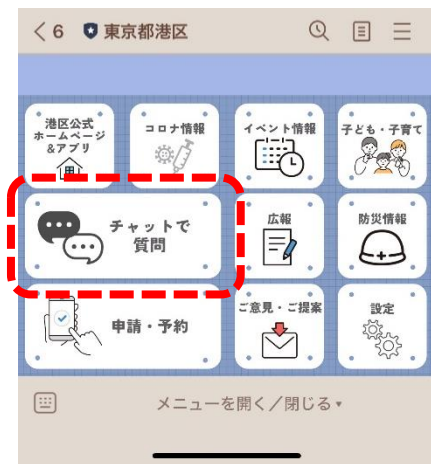 6 東京都港区
港区公式
ホームページ
&アプリ
コロナ情報
イベント情報
子ども・子育て
チャットで
質問
広報
防災情報
申請・予約
ご意見・ご提案
設定
メニューを開く/閉じる▾